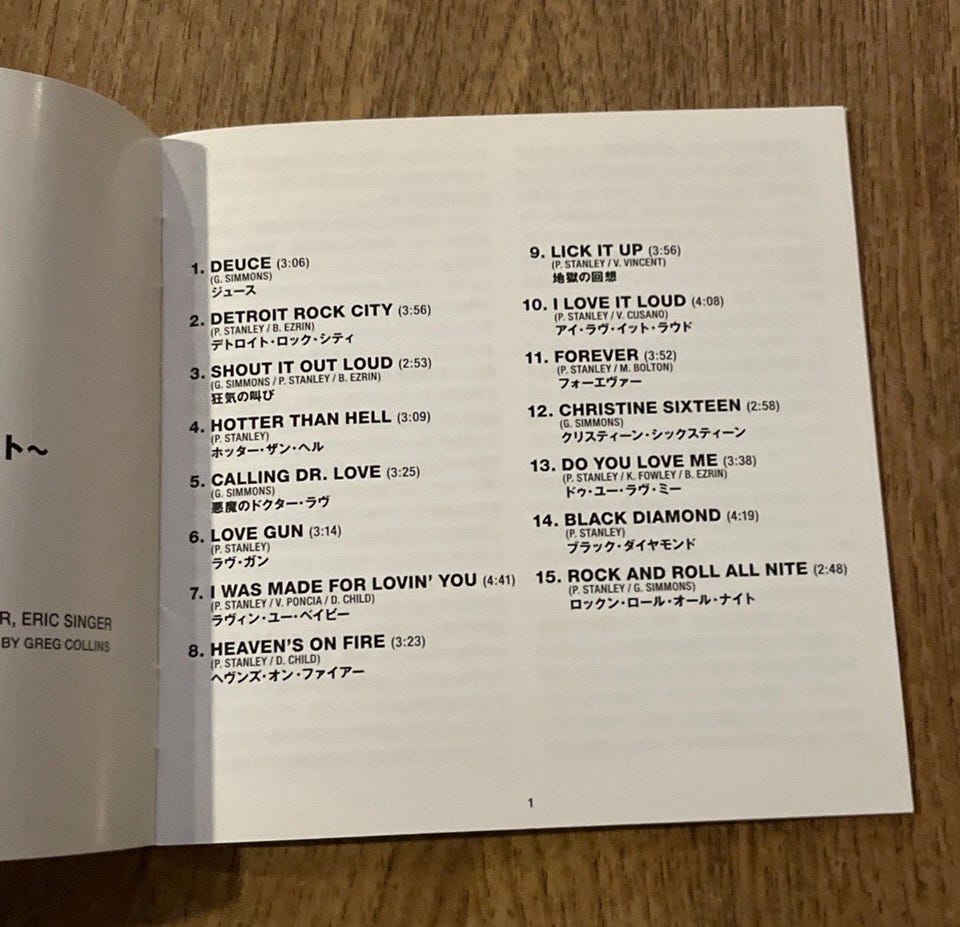 ト〜
R, ERIC SINGER
BY GREG COLLINS
1. DEUCE (3:06)
(G. SIMMONS)
ジュース
2. DETROIT ROCK CITY (3:56)
(P. STANLEY / B. EZRIN)
デトロイト・ロック・シティ
3. SHOUT IT OUT LOUD (2:53)
(G. SIMMONS / P. STANLEY / B. EZRIN)
狂気の叫び
4. HOTTER THAN HELL (3:09)
(P. STANLEY)
ホッター・ザン・ヘル
5. CALLING DR. LOVE (3:25)
(G. SIMMONS)
悪魔のドクター・ラヴ
6. LOVE GUN (3:14)
(P. STANLEY)
ラヴ・ガン
7. I WAS MADE FOR LOVIN' YOU (4:41)
(P. STANLEY / V. PONCIA / D. CHILD)
ラヴィン・ユー・ベイビー
8. HEAVEN'S ON FIRE (3:23)
(P. STANLEY / D. CHILD)
ヘヴンズ・オン・ファイアー
9. LICK IT UP (3:56)
(P. STANLEY / V. VINCENT)
地獄の回想
10. I LOVE IT LOUD (4:08)
(P. STANLEY / V. CUSANO)
アイ・ラヴ・イット・ラウド
11. FOREVER (3:52)
(P. STANLEY / M. BOLTON)
フォーエヴァー
12. CHRISTINE SIXTEEN (2:58)
(G. SIMMONS)
クリスティーン・シックスティーン
13. DO YOU LOVE ME (3:38)
(P. STANLEY / K. FOWLEY / B. EZRIN)
ドゥ・ユー・ラヴ・ミー
14. BLACK DIAMOND (4:19)
(P. STANLEY)
ブラック・ダイヤモンド
15. ROCK AND ROLL ALL NITE (2:48)
(P. STANLEY / G. SIMMONS)
ロックン・ロール・オール・ナイト
1